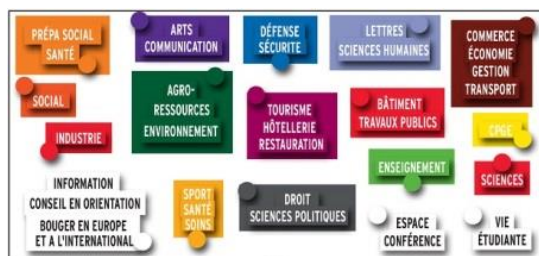 PRÉPA SOCIAL
SANTÉ
ARTS
COMMUNICATION
DÉFENSE
SÉCURITÉ
LETTRES
SCIENCES HUMAINES
COMMERCE
ÉCONOMIE
GESTION
TRANSPORT
SOCIAL
AGRO-
RESSOURCES
ENVIRONNEMENT
TOURISME
HÔTELLERIE
RESTAURATION
BÂTIMENT
TRAVAUX PUBLICS
CPGE
INDUSTRIE
ENSEIGNEMENT
SCIENCES
INFORMATION
CONSEIL EN ORIENTATION
BOUGER EN EUROPE
ET A L'INTERNATIONAL
SPORT
SANTÉ
SOINS
DROIT
SCIENCES POLITIQUES
ESPACE
CONFÉRENCE
VIE
ÉTUDIANTE